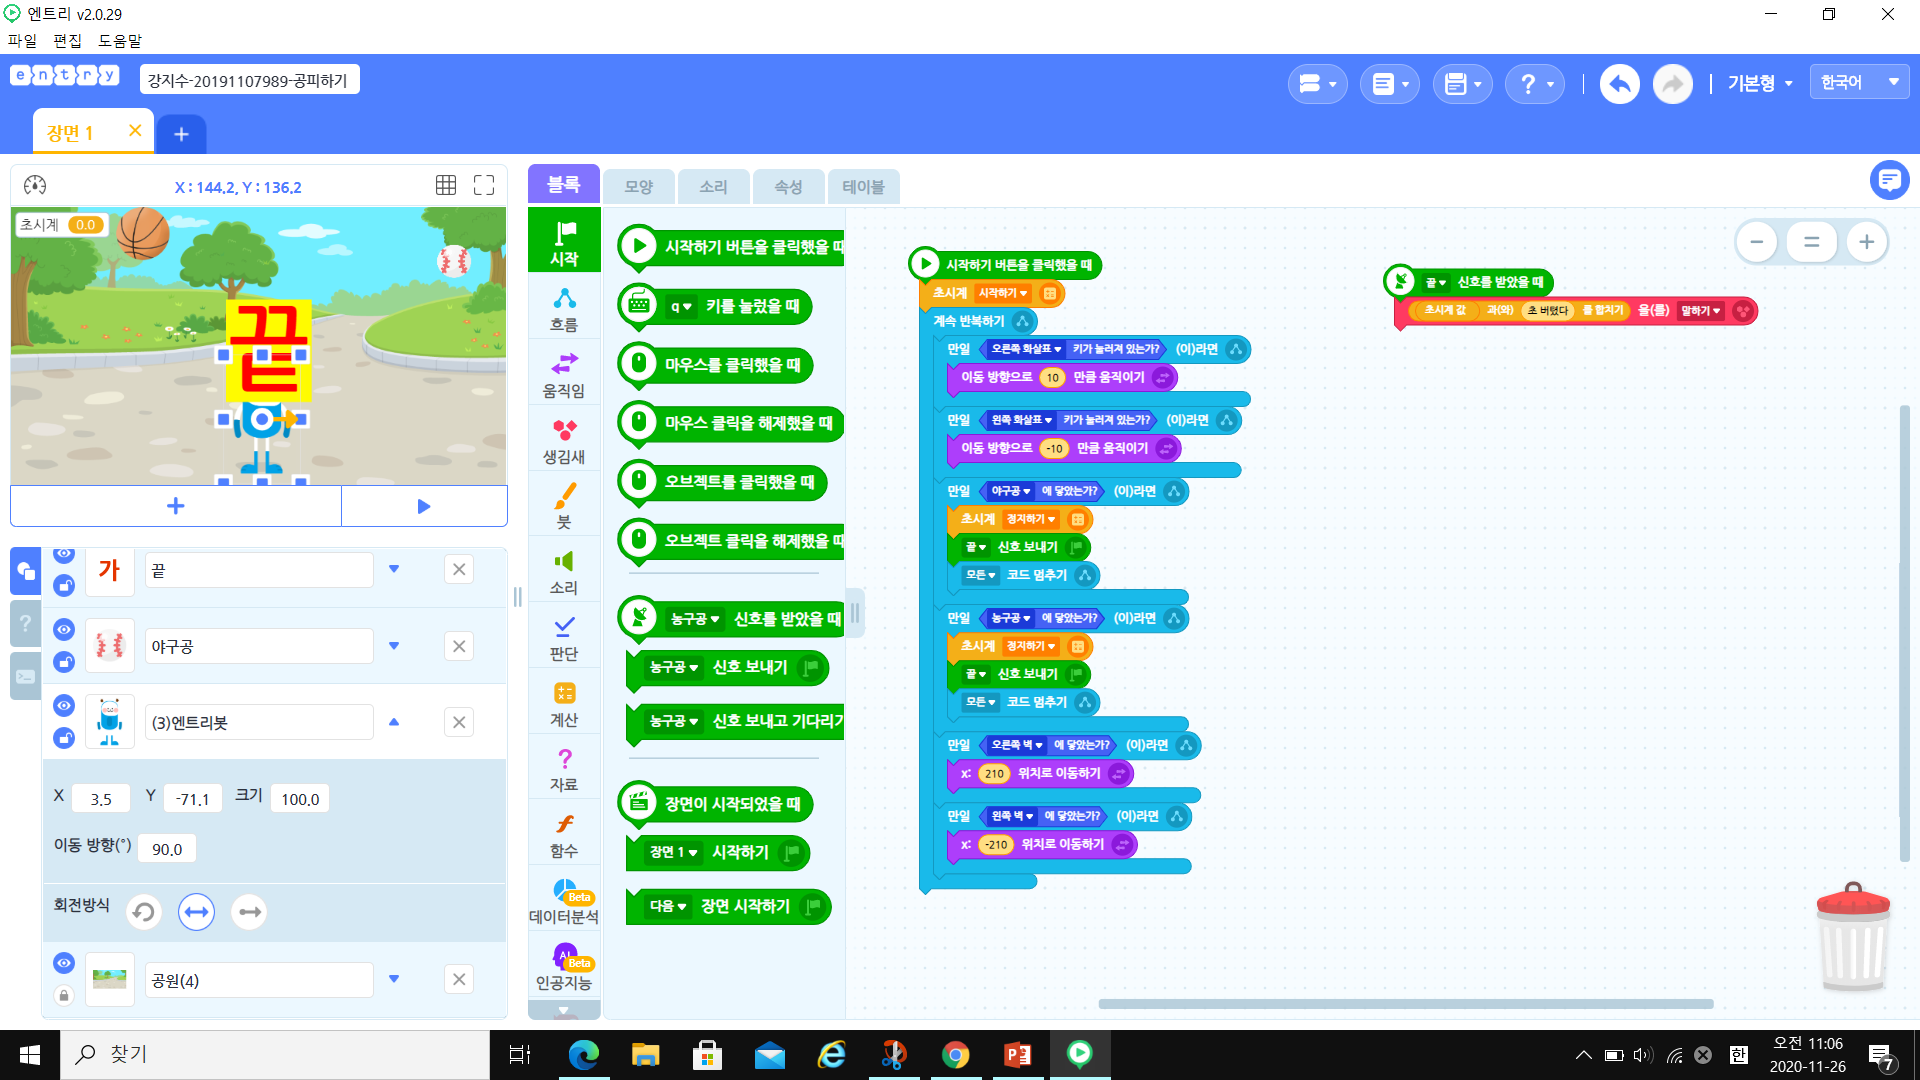 엔트리 v2.0.29
파일 편집 도움말
entry
강지수-20191107989-공피하기
기본형
한국어
장면 1
X : 144.2, Y : 136.2
초시계 0.0
끝
블록 모양 소리 속성 테이블
시작
흐름
움직임
생김새
붓
소리
판단
계산
자료
함수
Beta
데이터분석
AI
Beta
인공지능
시작하기 버튼을 클릭했을 때
q 키를 눌렀을 때
마우스를 클릭했을 때
마우스 클릭을 해제했을 때
오브젝트를 클릭했을 때
오브젝트 클릭을 해제했을 때
농구공 신호를 받았을 때
농구공 신호 보내기
농구공 신호 보내고 기다리기
장면이 시작되었을 때
장면 1 시작하기
다음 장면 시작하기
시작하기 버튼을 클릭했을 때
초시계 시작하기
계속 반복하기
만일 오른쪽 화살표 키가 눌러져 있는가? (이)라면
이동 방향으로 10 만큼 움직이기
만일 왼쪽 화살표 키가 눌러져 있는가? (이)라면
이동 방향으로 -10 만큼 움직이기
만일 야구공 에 닿았는가? (이)라면
초시계 정지하기
끝 신호 보내기
모든 코드 멈추기
만일 농구공 에 닿았는가? (이)라면
초시계 정지하기
끝 신호 보내기
모든 코드 멈추기
만일 오른쪽 벽 에 닿았는가? (이)라면
x: 210 위치로 이동하기
만일 왼쪽 벽 에 닿았는가? (이)라면
x: -210 위치로 이동하기
끝 신호를 받았을 때
초시계 값 과(와) 초 버텼다 를 합치기 을(를) 말하기
가 끝
야구공
(3)엔트리봇
X 3.5 Y -71.1 크기 100.0
이동 방향(°) 90.0
회전방식
공원(4)
찾기
한
오전 11:06
2020-11-26
7